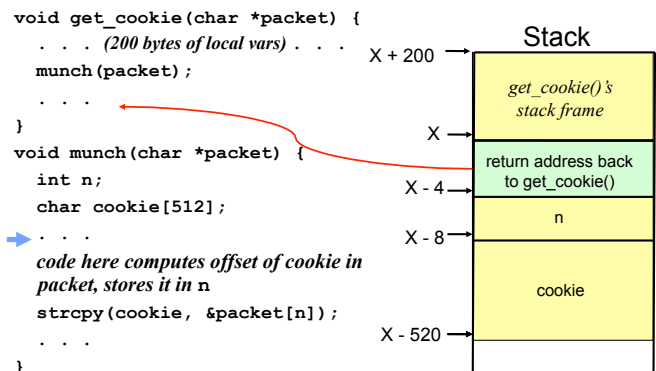 void get_cookie(char *packet) {
. . . (200 bytes of local vars) . . .
munch(packet);
. . .
}
void munch(char *packet) {
int n;
char cookie[512];
. . .
code here computes offset of cookie in
packet, stores it in n
strcpy(cookie, &packet[n]);
. . .
}
Stack
X + 200
get_cookie()'s
stack frame
X
return address back
to get_cookie()
X - 4
n
X - 8
cookie
X - 520